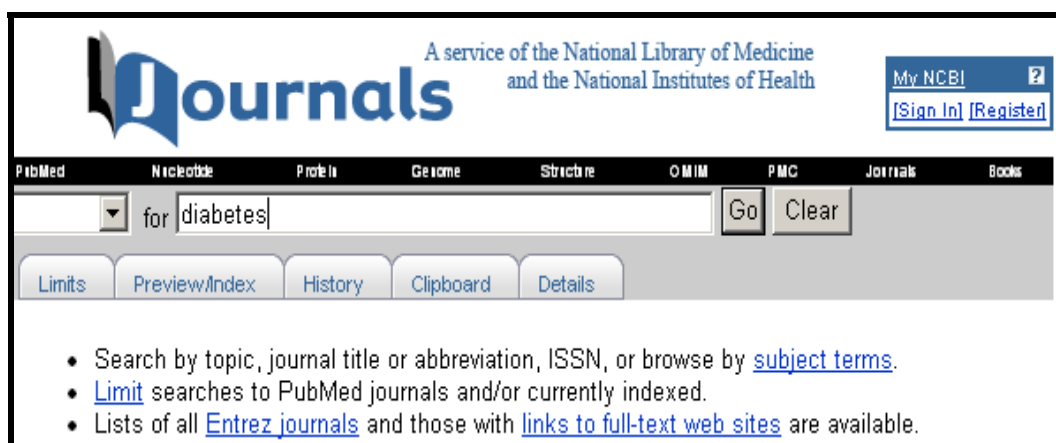 Journals
A service of the National Library of Medicine
and the National Institutes of Health
My NCBI ?
[Sign In] [Register]
PubMed Nucleotide Protein Genome Structure OMIM PMC Journals Books
for diabetes Go Clear
Limits Preview/Index History Clipboard Details
• Search by topic, journal title or abbreviation, ISSN, or browse by subject terms.
• Limit searches to PubMed journals and/or currently indexed.
• Lists of all Entrez journals and those with links to full-text web sites are available.